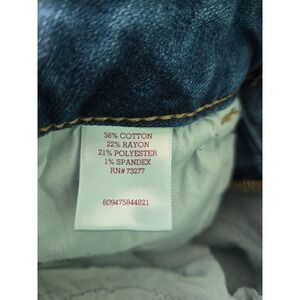 56% COTTON
22% RAYON
21% POLYESTER
1% SPANDEX
RN# 73277
609475844821